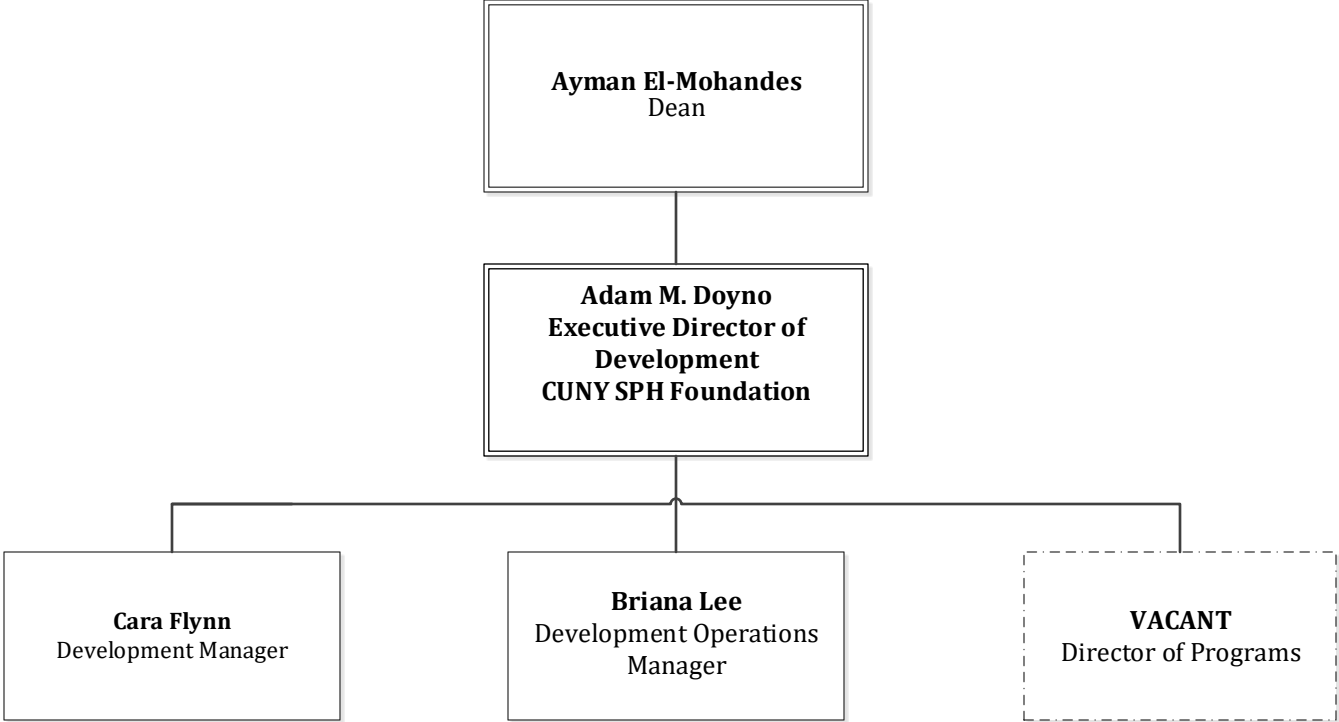 Ayman El-Mohandes
Dean
Adam M. Doyno
Executive Director of
Development
CUNY SPH Foundation
Cara Flynn
Development Manager
Briana Lee
Development Operations
Manager
VACANT
Director of Programs